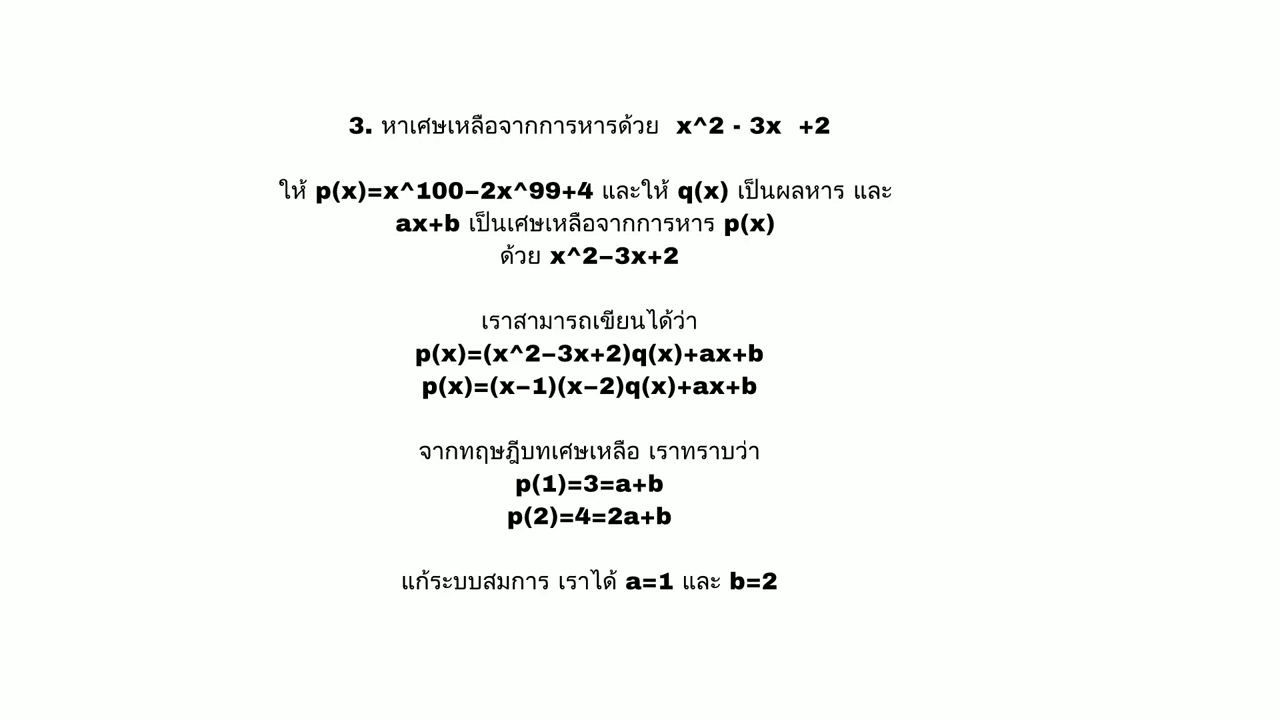 3. หาเศษเหลือจากการหารด้วย  x^2 - 3x  +2
ให้ p(x)=x^100−2x^99+4 และให้ q(x) เป็นผลหาร และ
ax+b เป็นเศษเหลือจากการหาร p(x)
ด้วย x^2−3x+2
เราสามารถเขียนได้ว่า
p(x)=(x^2−3x+2)q(x)+ax+b
p(x)=(x−1)(x−2)q(x)+ax+b
จากทฤษฎีบทเศษเหลือ เราทราบว่า
p(1)=3=a+b
p(2)=4=2a+b
แก้ระบบสมการ เราได้ a=1 และ b=2